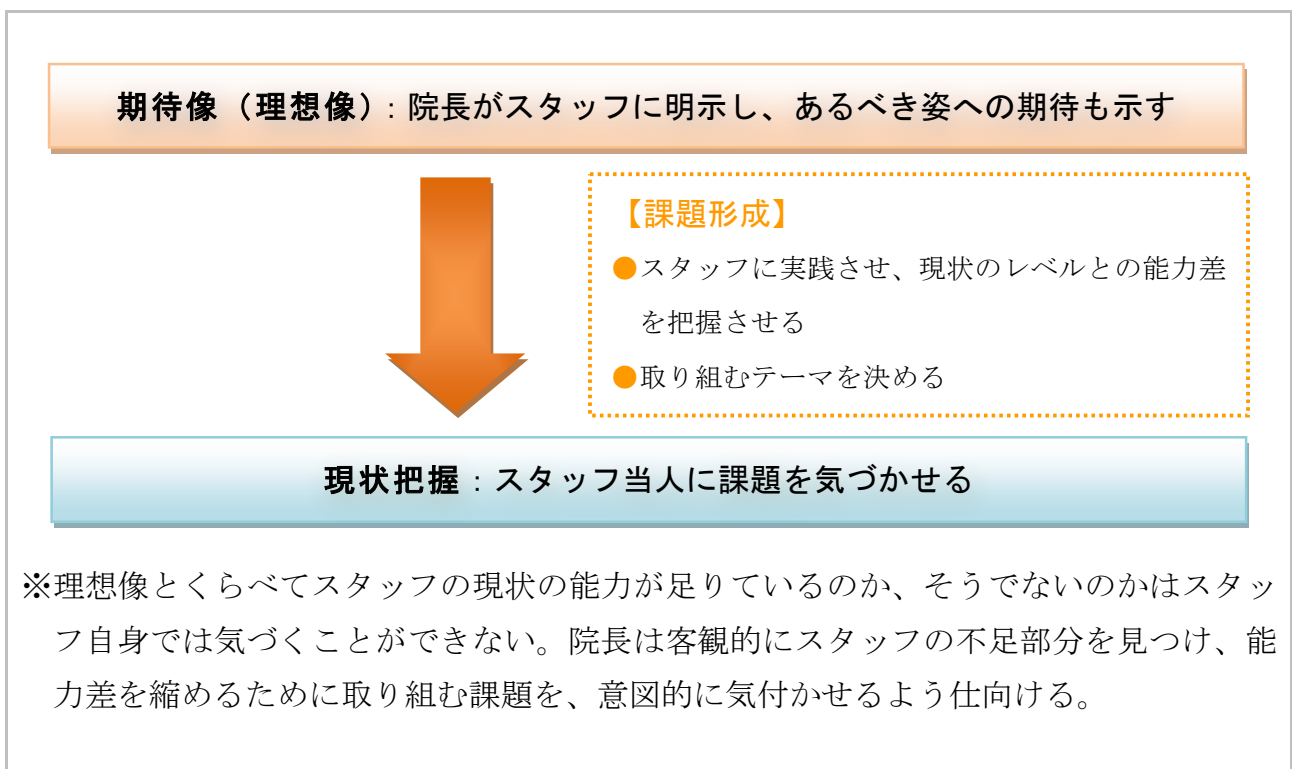 期待像（理想像）：院長がスタッフに明示し、あるべき姿への期待も示す
【課題形成】
●スタッフに実践させ、現状のレベルとの能力差
を把握させる
●取り組むテーマを決める
現状把握：スタッフ当人に課題を気づかせる
※理想像とくらべてスタッフの現状の能力が足りているのか、そうでないのかはスタッ
フ自身では気づくことができない。院長は客観的にスタッフの不足部分を見つけ、能
力差を縮めるために取り組む課題を、意図的に気付かせるよう仕向ける。